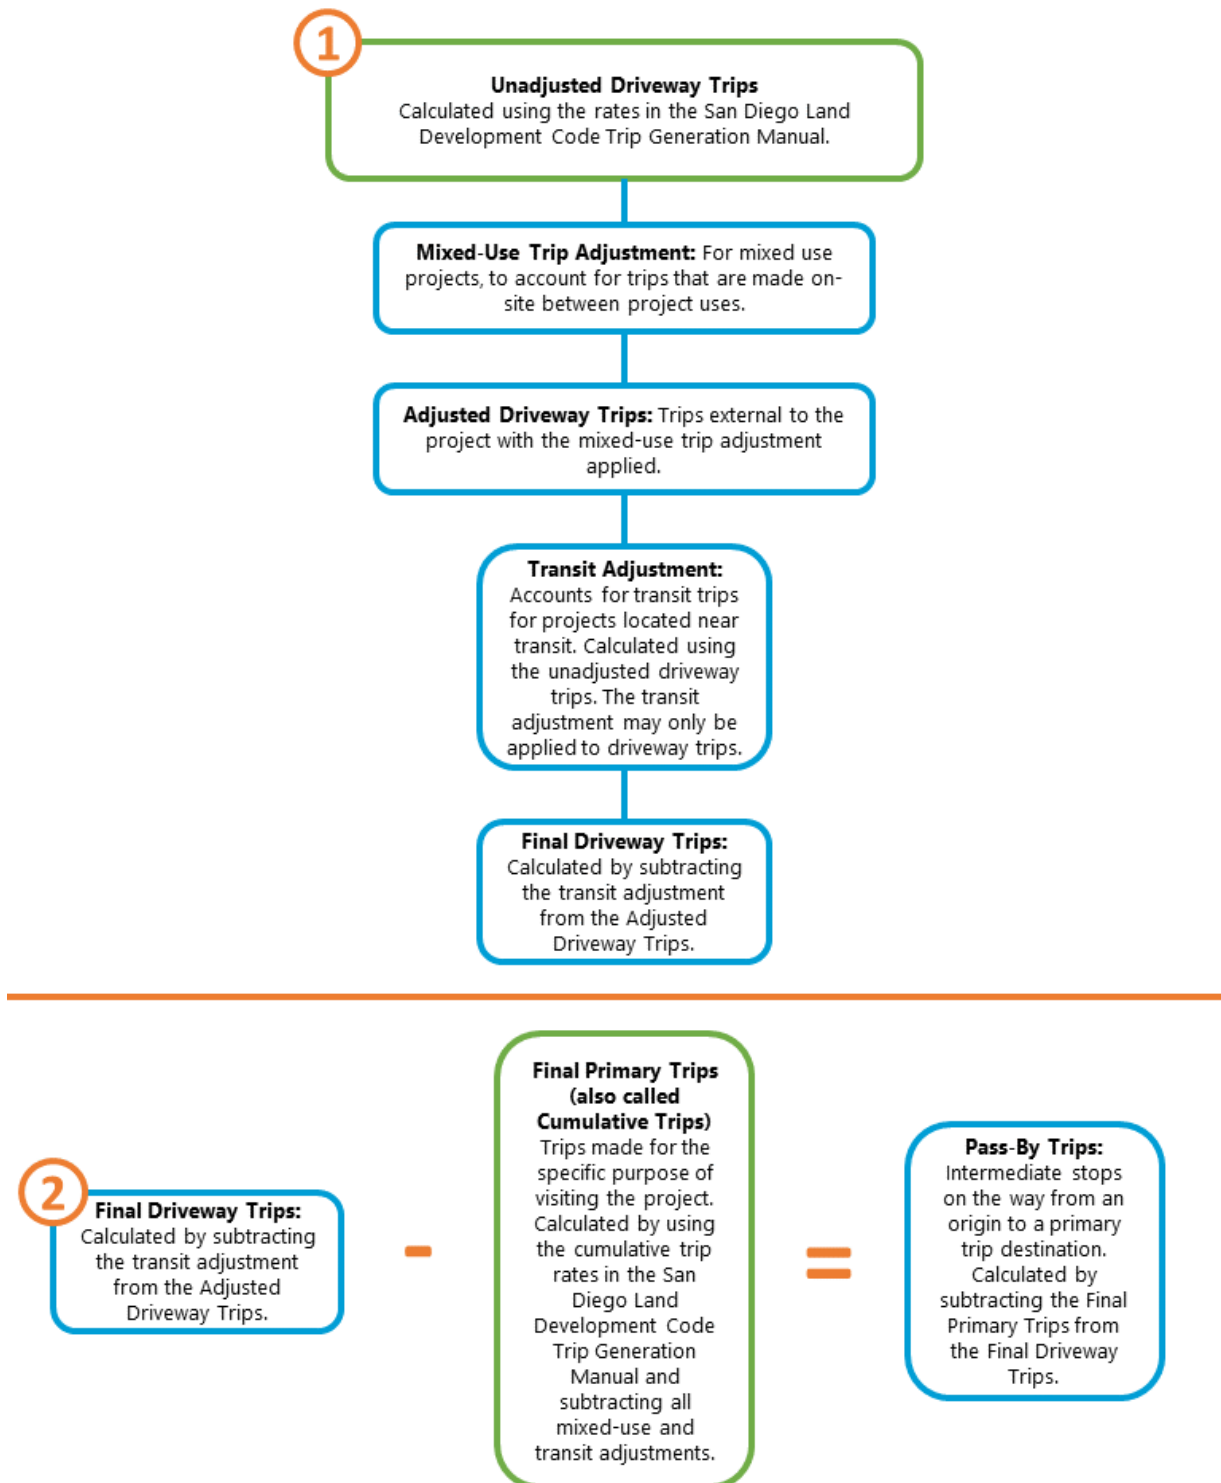 1
Unadjusted Driveway Trips
Calculated using the rates in the San Diego Land
Development Code Trip Generation Manual.
Mixed-Use Trip Adjustment: For mixed use
projects, to account for trips that are made on-
site between project uses.
Adjusted Driveway Trips: Trips external to the
project with the mixed-use trip adjustment
applied.
Transit Adjustment:
Accounts for transit trips
for projects located near
transit. Calculated using
the unadjusted driveway
trips. The transit
adjustment may only be
applied to driveway trips.
Final Driveway Trips:
Calculated by subtracting
the transit adjustment
from the Adjusted
Driveway Trips.
2
Final Driveway Trips:
Calculated by subtracting
the transit adjustment
from the Adjusted
Driveway Trips.
-
Final Primary Trips
(also called
Cumulative Trips)
Trips made for the
specific purpose of
visiting the project.
Calculated by using
the cumulative trip
rates in the San
Diego Land
Development Code
Trip Generation
Manual and
subtracting all
mixed-use and
transit adjustments.
=
Pass-By Trips:
Intermediate stops
on the way from an
origin to a primary
trip destination.
Calculated by
subtracting the Final
Primary Trips from
the Final Driveway
Trips.